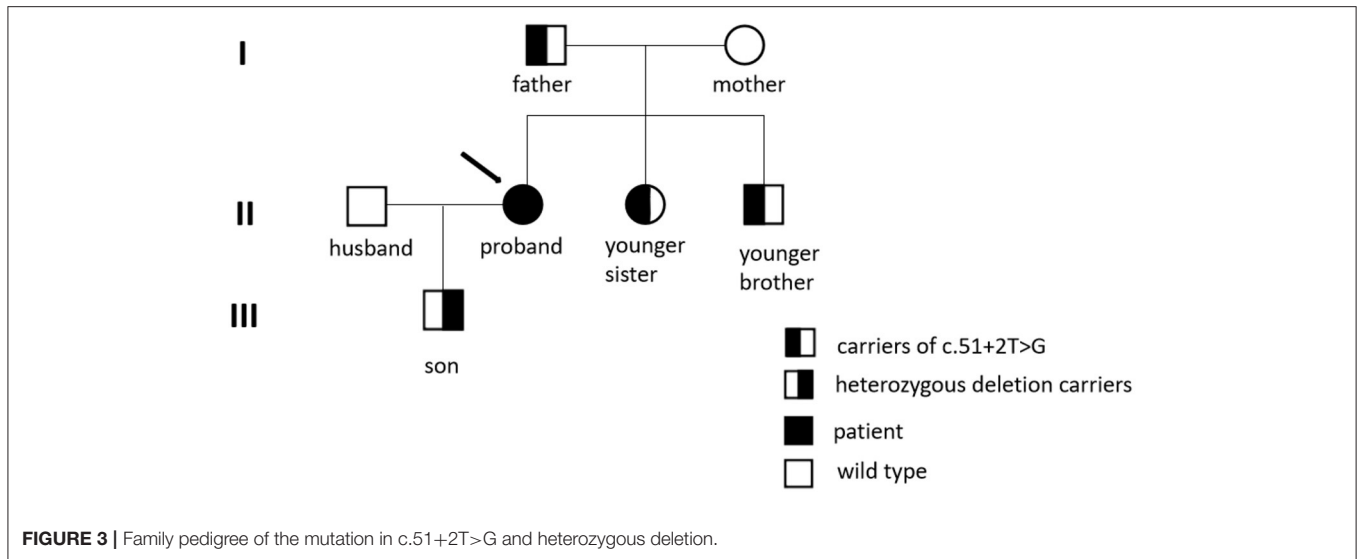 I
father
mother
II
husband
proband
younger
sister
younger
brother
III
son
carriers of c.51+2T>G
heterozygous deletion carriers
patient
wild type
FIGURE 3 | Family pedigree of the mutation in c.51+2T>G and heterozygous deletion.